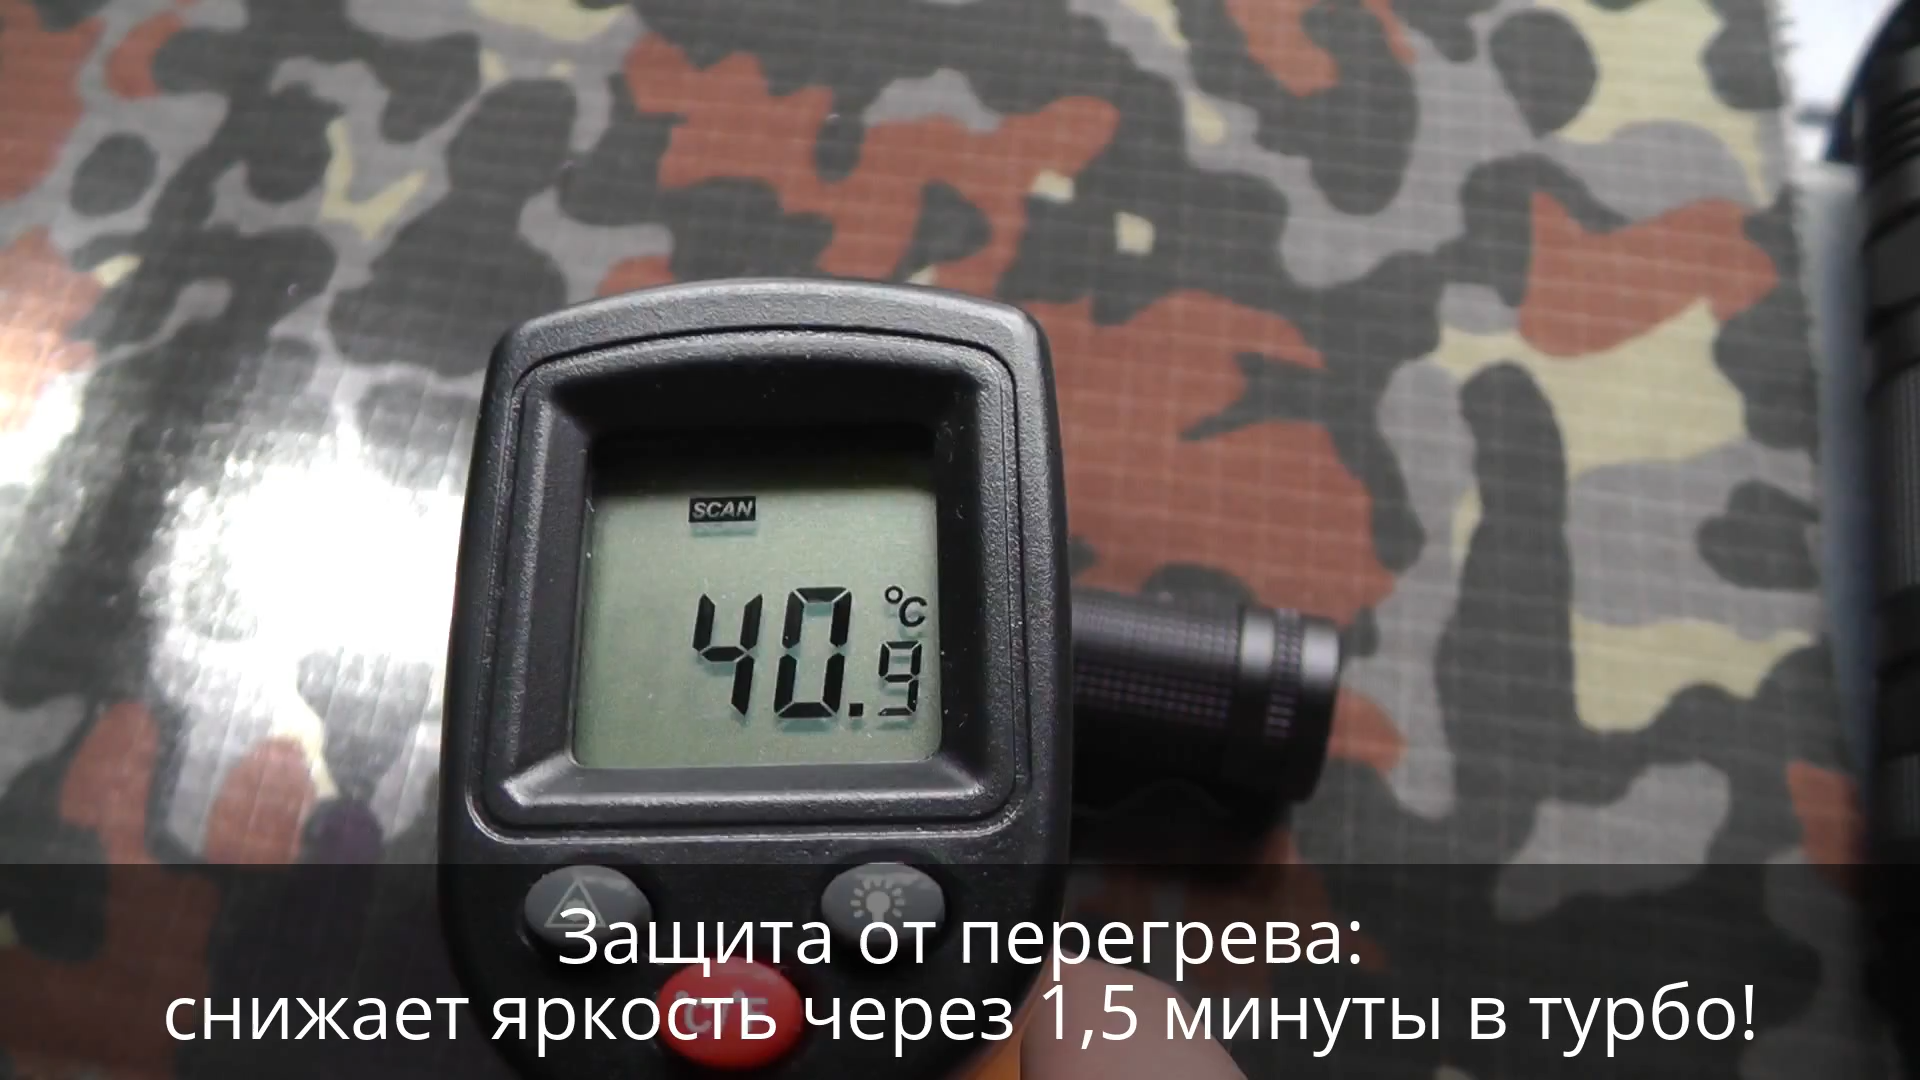 SCAN
°C
40.9
°C/°F
Защита от перегрева:
снижает яркость через 1,5 минуты в турбо!